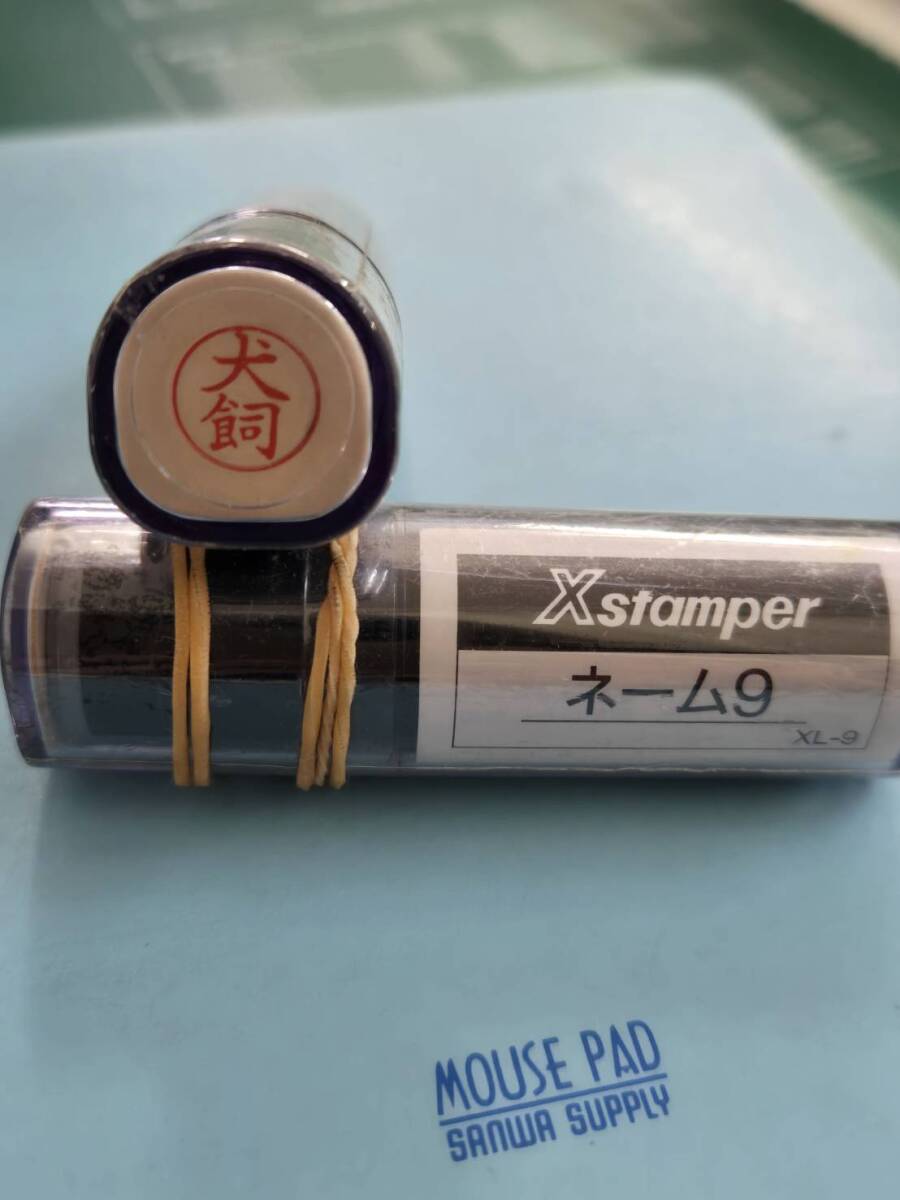 犬飼
Xstamper
ネーム9
XL-9
MOUSE PAD
SANWA SUPPLY